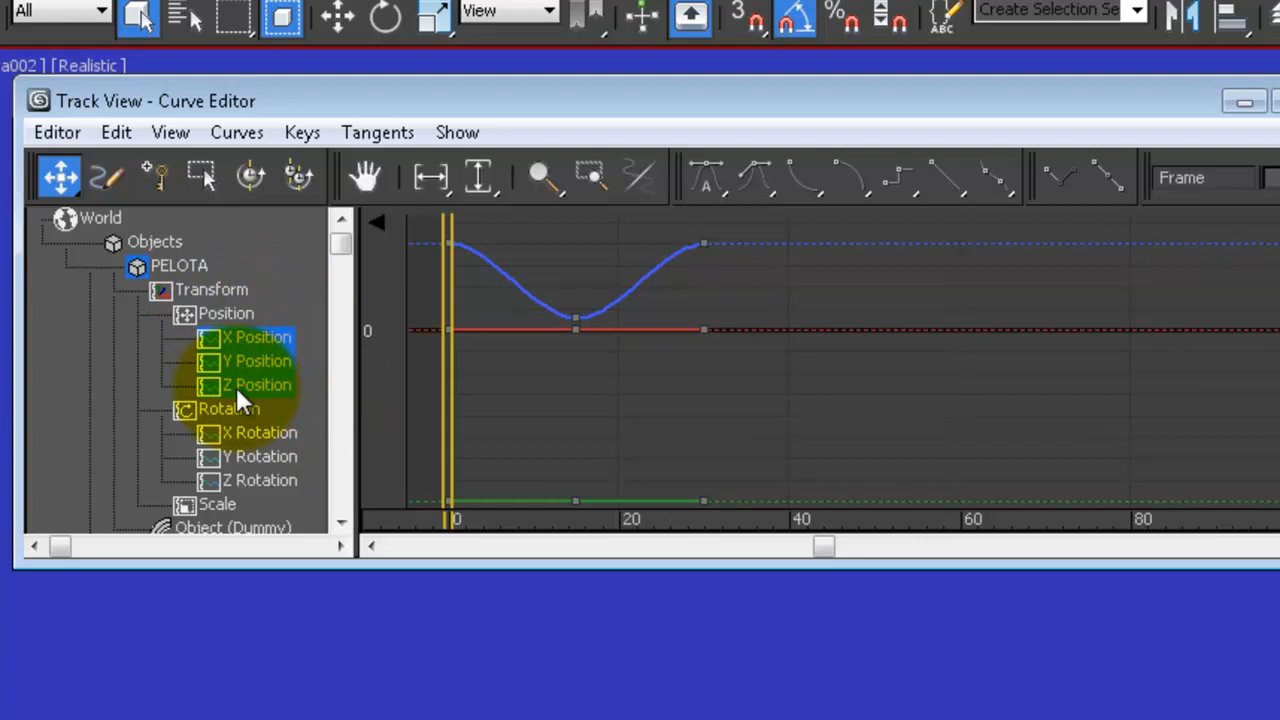 All
View
3
%
ABC
Create Selection Se
a002 ] [Realistic ]
Track View - Curve Editor
Editor Edit View Curves Keys Tangents Show
A
Frame
World
Objects
PELOTA
Transform
Position
X Position
Y Position
Z Position
Rotation
X Rotation
Y Rotation
Z Rotation
Scale
Object (Dummy)
0
0 20 40 60 80